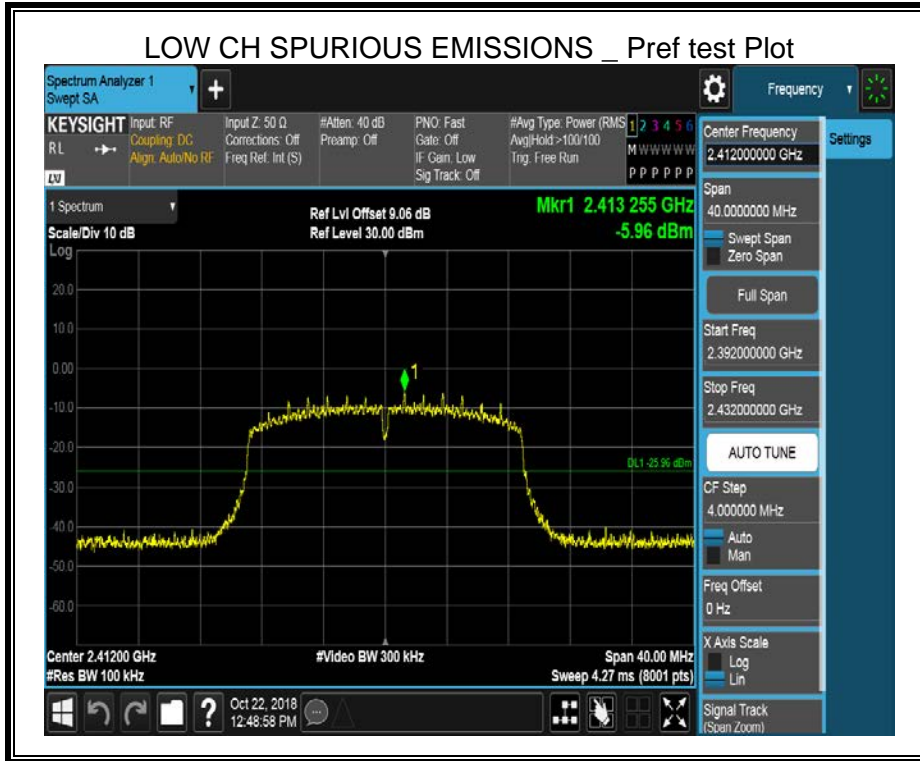 LOW CH SPURIOUS EMISSIONS _ Pref test Plot
Spectrum Analyzer 1
Swept SA
+
Frequency
KEYSIGHT
RL
Input: RF
Coupling: DC
Align: Auto/No RF
Input Z: 50 Ω
Corrections: Off
Freq Ref: Int (S)
#Atten: 40 dB
Preamp: Off
PNO: Fast
Gate: Off
IF Gain: Low
Sig Track: Off
#Avg Type: Power (RMS
Avg|Hold:>100/100
Trig: Free Run
1 2 3 4 5 6
M W W W W W
P P P P P P
LV
1 Spectrum
Scale/Div 10 dB
Ref Lvl Offset 9.06 dB
Ref Level 30.00 dBm
Mkr1 2.413 255 GHz
-5.96 dBm
Log
20.0
10.0
0.00
-10.0
-20.0
-30.0
-40.0
-50.0
-60.0
1
DL1 -25.96 dBm
Center 2.41200 GHz
#Res BW 100 kHz
#Video BW 300 kHz
Span 40.00 MHz
Sweep 4.27 ms (8001 pts)
?
Oct 22, 2018
12:48:58 PM
Center Frequency
2.412000000 GHz
Settings
Span
40.0000000 MHz
Swept Span
Zero Span
Full Span
Start Freq
2.392000000 GHz
Stop Freq
2.432000000 GHz
AUTO TUNE
CF Step
4.000000 MHz
Auto
Man
Freq Offset
0 Hz
X Axis Scale
Log
Lin
Signal Track
(Span Zoom)